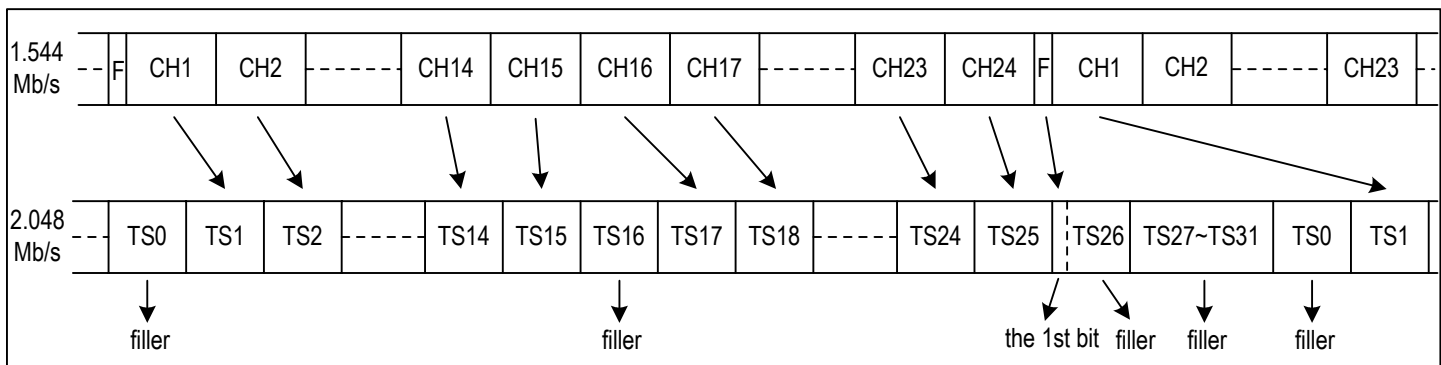 1.544 Mb/s
F CH1 CH2 CH14 CH15 CH16 CH17 CH23 CH24 F CH1 CH2 CH23
2.048 Mb/s
TS0 TS1 TS2 TS14 TS15 TS16 TS17 TS18 TS24 TS25 TS26 TS27~TS31 TS0 TS1
filler filler the 1st bit filler filler filler